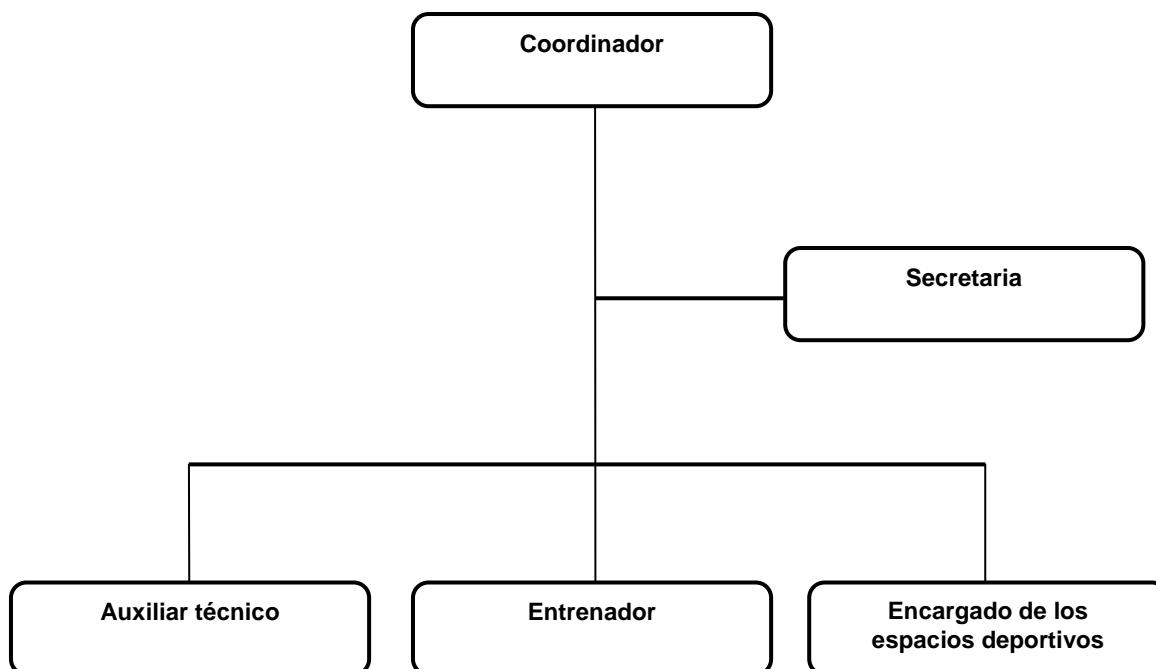 Coordinador
Secretaria
Auxiliar técnico
Entrenador
Encargado de los
espacios deportivos